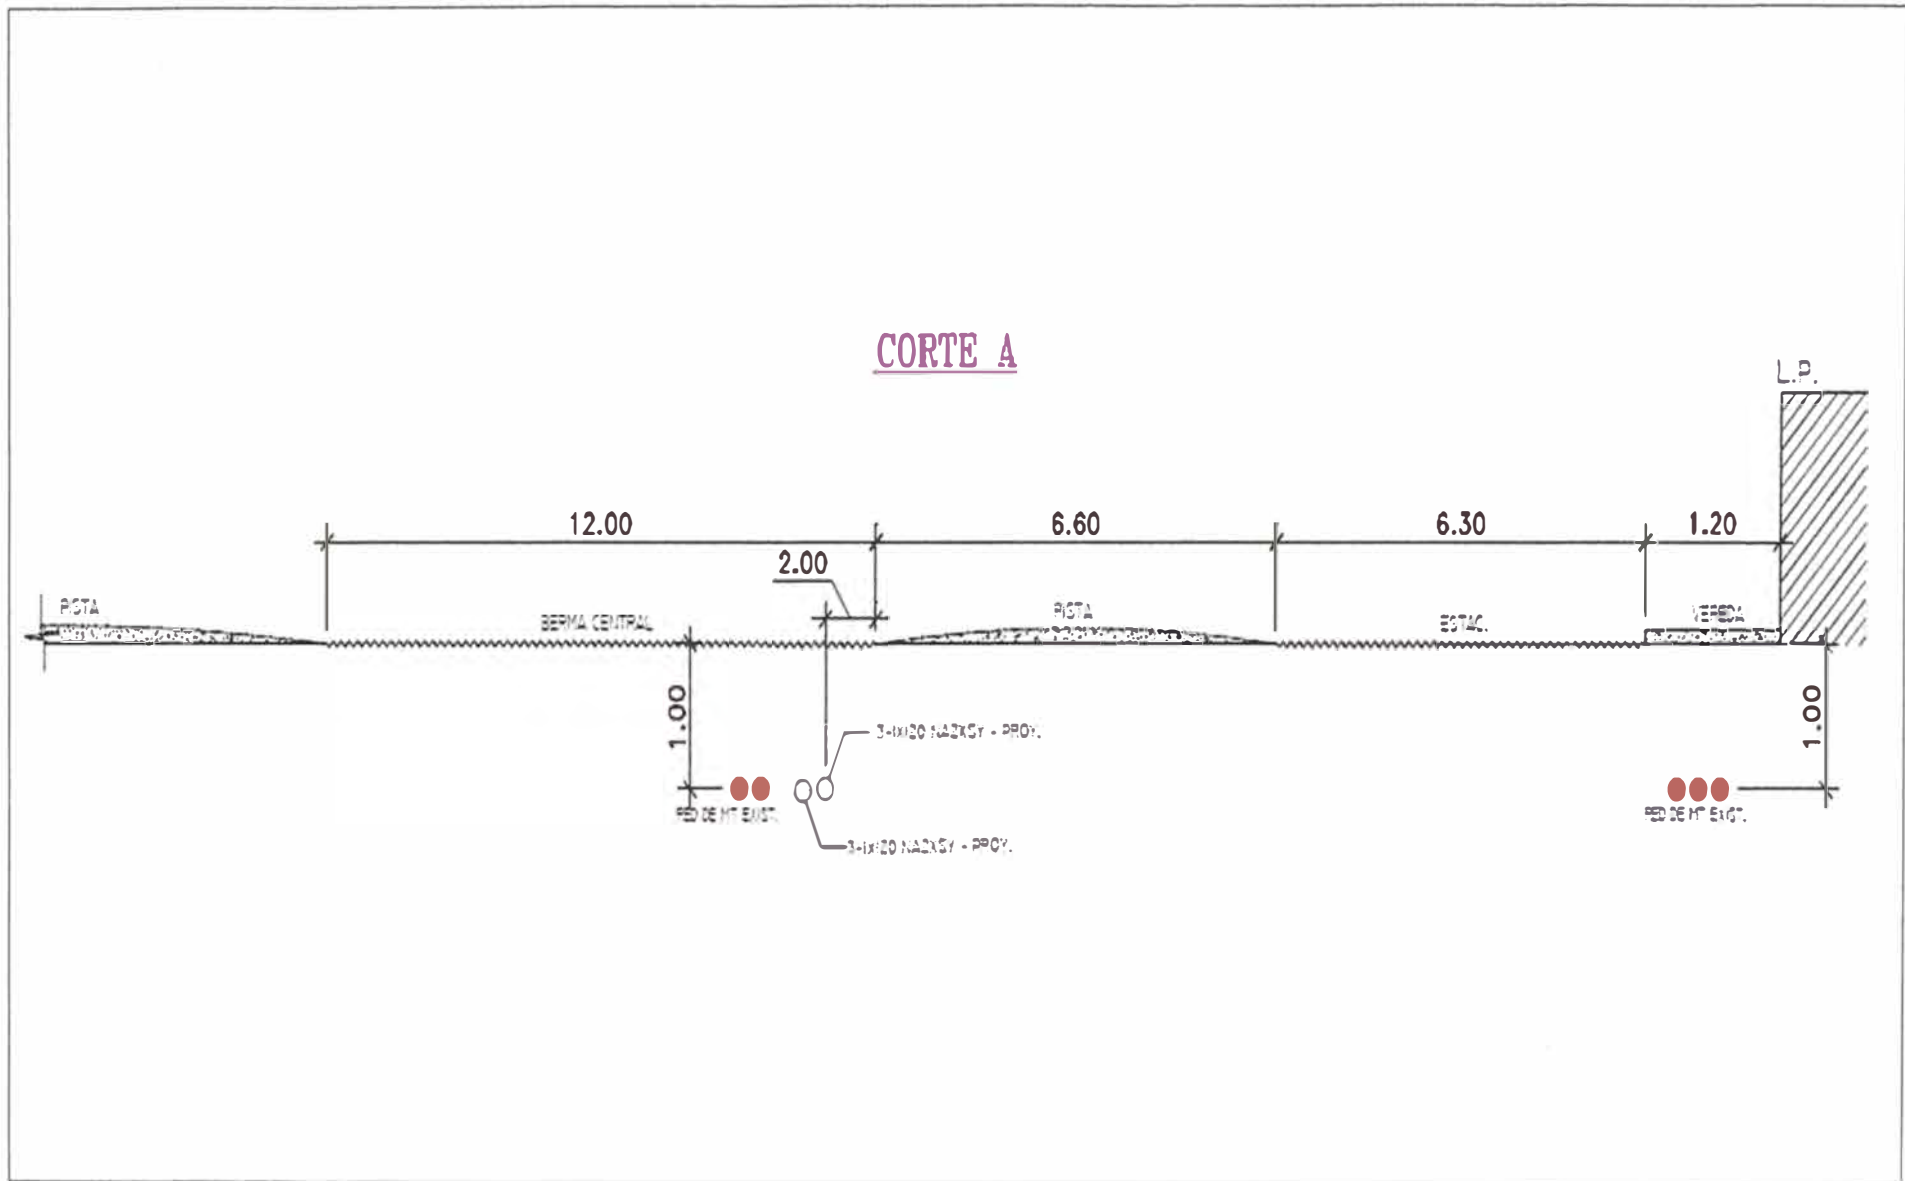 CORTE A
L.P.
12.00
6.60
6.30
1.20
2.00
PISTA
BERMA CENTRAL
PISTA
ESTAC.
VEREDA
1.00
1.00
3-1X120 NA2XSY - PROY.
RED DE MT EXIST.
RED DE MT EXIST.
3-1X120 NA2XSY - PROY.